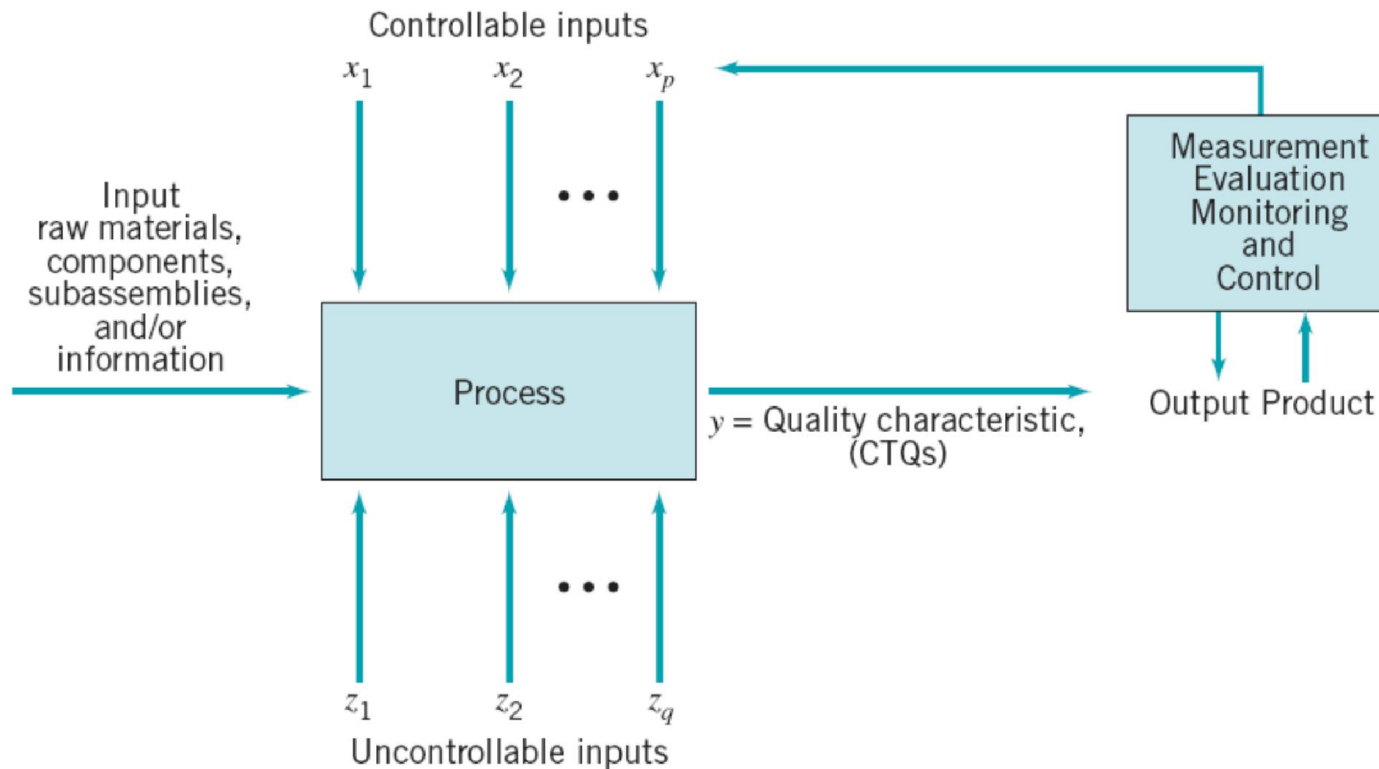 Controllable inputs
x1 x2 xp
Input
raw materials,
components,
subassemblies,
and/or
information
• • •
Process
y = Quality characteristic,
(CTQs)
Measurement
Evaluation
Monitoring
and
Control
Output Product
• • •
z1 z2 zq
Uncontrollable inputs